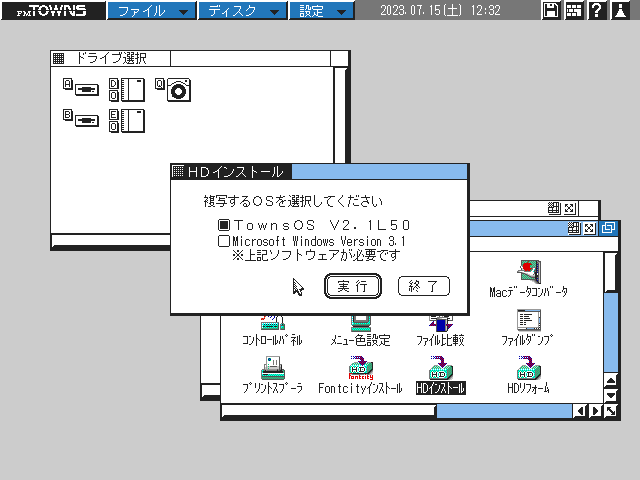 FM TOWNS ファイル ディスク 設定 2023.07.15(土) 12:32
ドライブ選択
A D O Q
B E O
HDインストール
複写するOSを選択してください
TownsOS V2.1L50
Microsoft Windows Version 3.1
※上記ソフトウェアが必要です
実行 終了
Macデータコンバータ
コントロールパネル メニュー色設定 ファイル比較 ファイルダンプ
プリントスプーラ Fontcityインストール HDインストール HDリフォーム